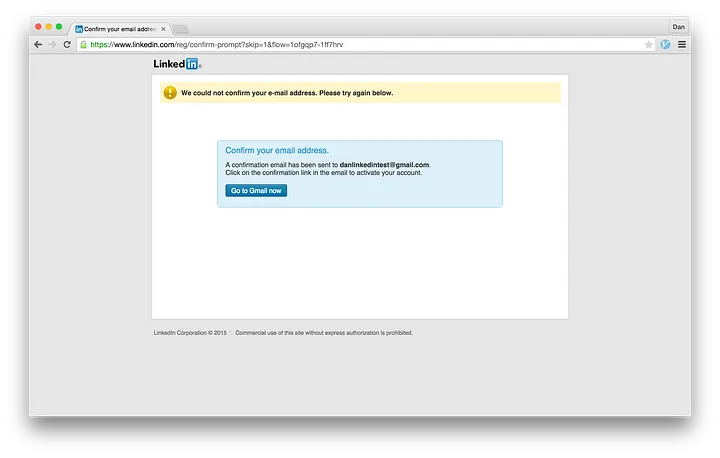 Confirm your email address
Dan
https://www.linkedin.com/reg/confirm-prompt?skip=1&flow=1ofgqp7-1ff7hrv
Linked in®
We could not confirm your e-mail address. Please try again below.
Confirm your email address.
A confirmation email has been sent to danlinkedintest@gmail.com.
Click on the confirmation link in the email to activate your account.
Go to Gmail now
LinkedIn Corporation © 2015 Commercial use of this site without express authorization is prohibited.